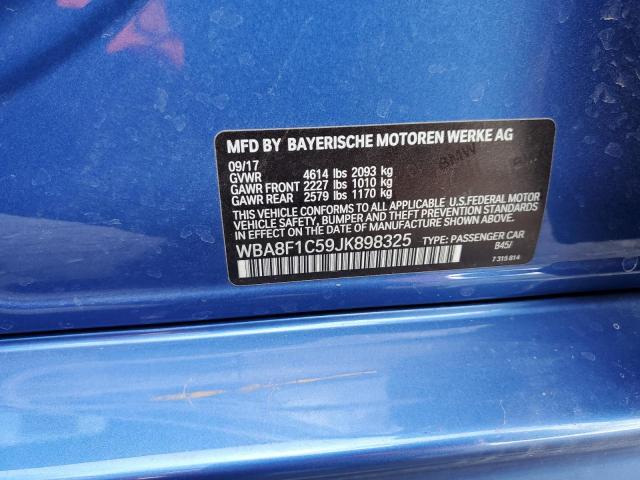 MFD BY BAYERISCHE MOTOREN WERKE AG
09/17
GVWR 4614 lbs 2093 kg
GAWR FRONT 2227 lbs 1010 kg
GAWR REAR 2579 lbs 1170 kg
THIS VEHICLE CONFORMS TO ALL APPLICABLE U.S.FEDERAL MOTOR
VEHICLE SAFETY, BUMPER, AND THEFT PREVENTION STANDARDS
IN EFFECT ON THE DATE OF MANUFACTURE SHOWN ABOVE.
WBA8F1C59JK898325 TYPE: PASSENGER CAR
B45/
7 315 814
BMW